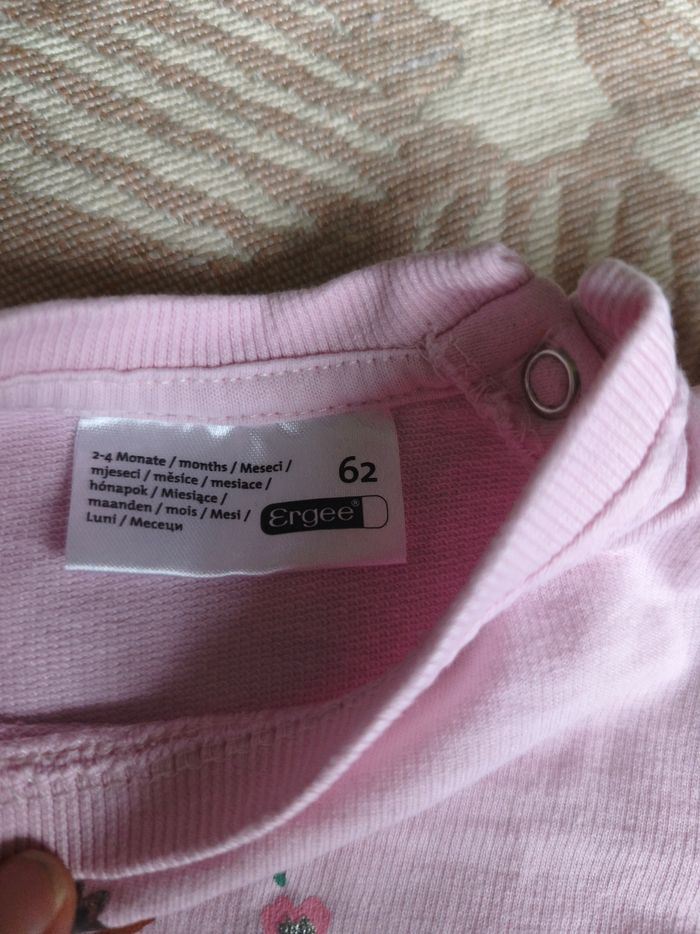 2-4 Monate / months / Meseci /
mjeseci / měsíce / mesiace /
hónapok / Miesiące /
maanden / mois / Mesi /
Luni / Месеци
62
Ergee®